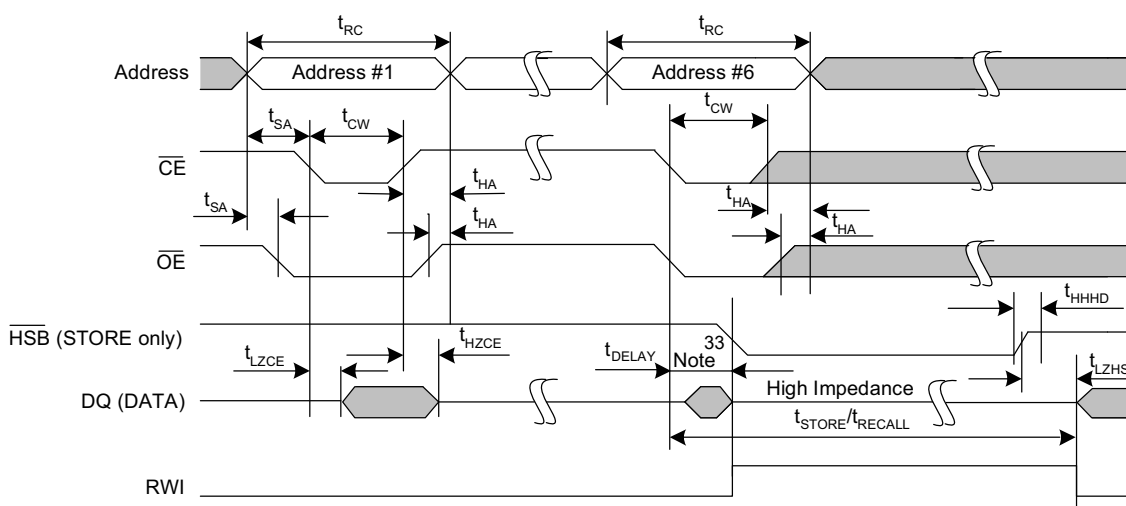 tRC
tRC
Address
Address #1
Address #6
tSA
tCW
tCW
CE
tSA
tHA
tHA
tHA
tHA
OE
tHHHD
HSB (STORE only)
tLZCE
tHZCE
tDELAY
33
Note
tLZHS
High Impedance
DQ (DATA)
tSTORE/tRECALL
RWI